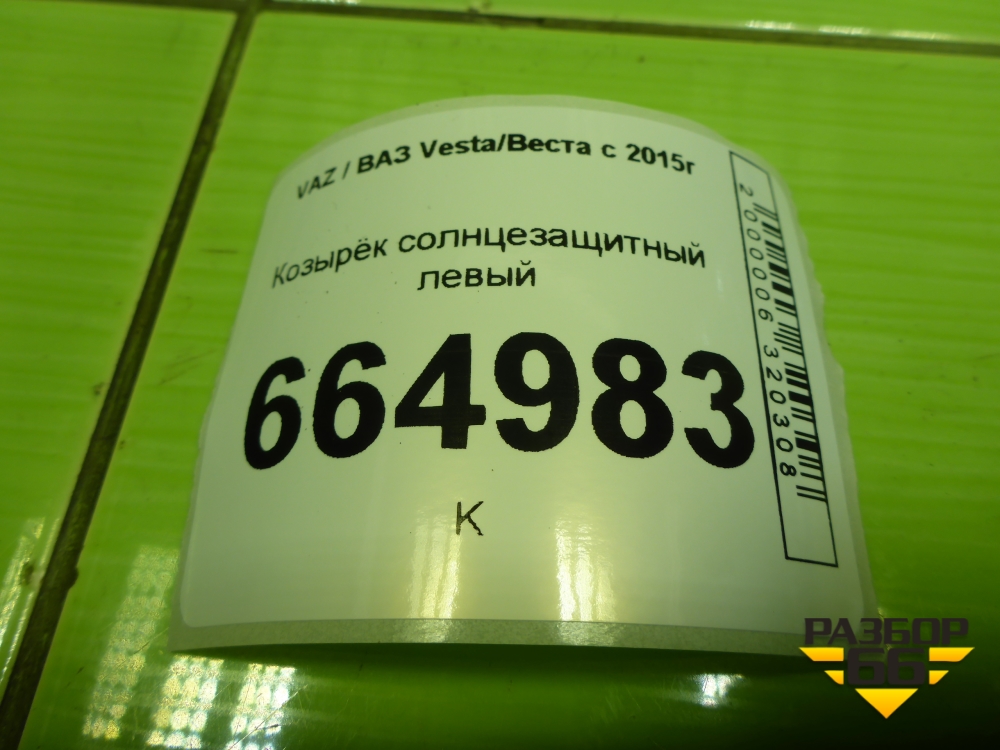 VAZ / ВАЗ Vesta/Веста с 2015г
Козырёк солнцезащитный
левый
664983
К
2000006320308
РАЗБОР
66